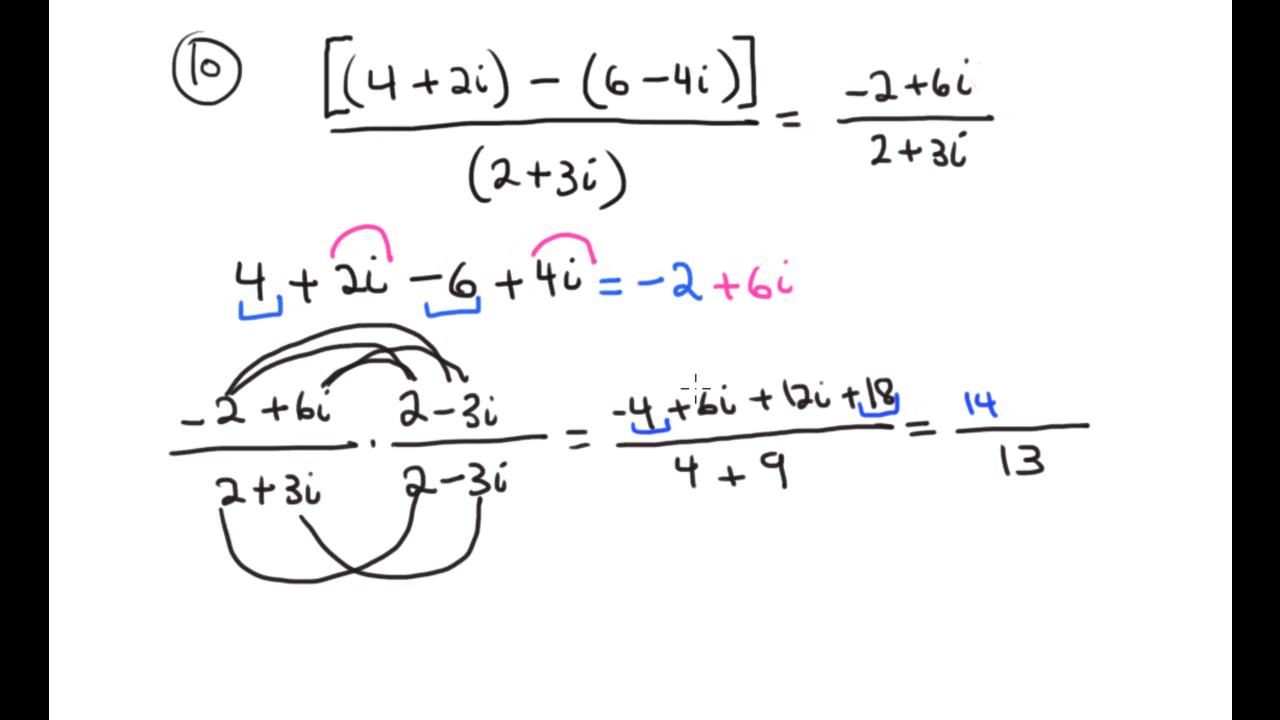 10 [(4+2i) - (6-4i)] / (2+3i) = -2+6i / 2+3i
4 + 2i - 6 + 4i = -2 +6i
-2 +6i / 2+3i · 2-3i / 2-3i = -4 +6i +12i +18 / 4 + 9 = 14 / 13